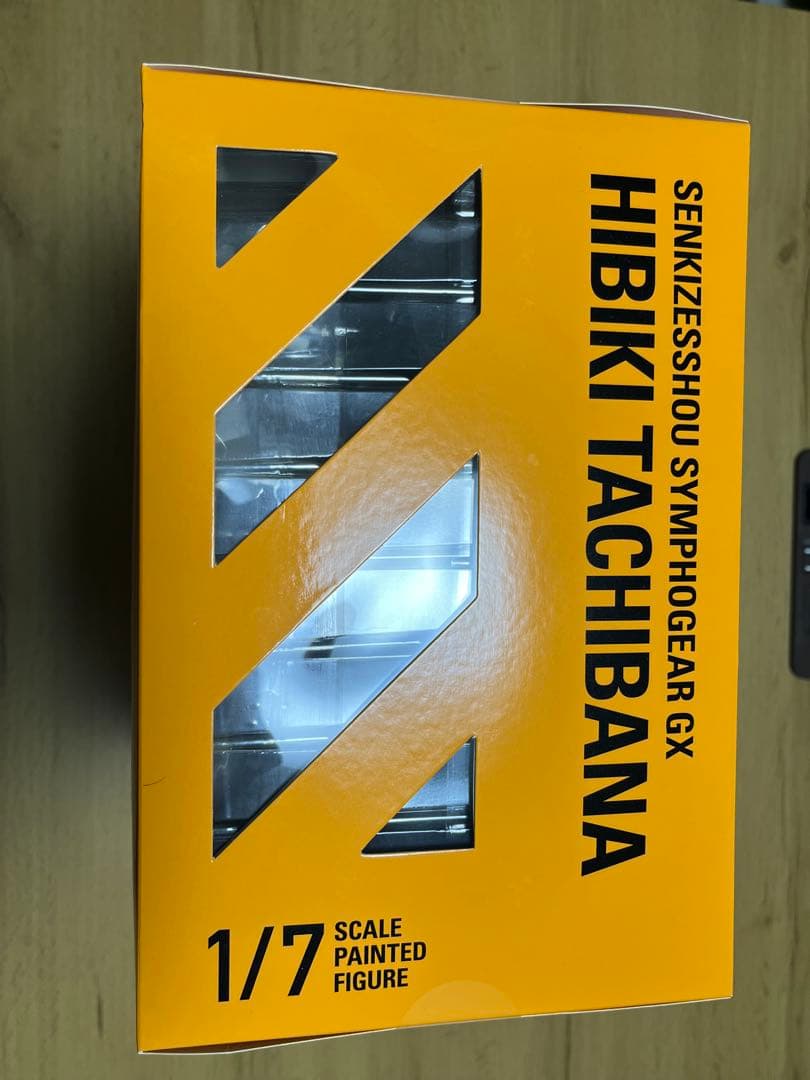 SENKIZESSHOU SYMPHOGEAR GX
HIBIKI TACHIBANA
1/7 SCALE
PAINTED
FIGURE